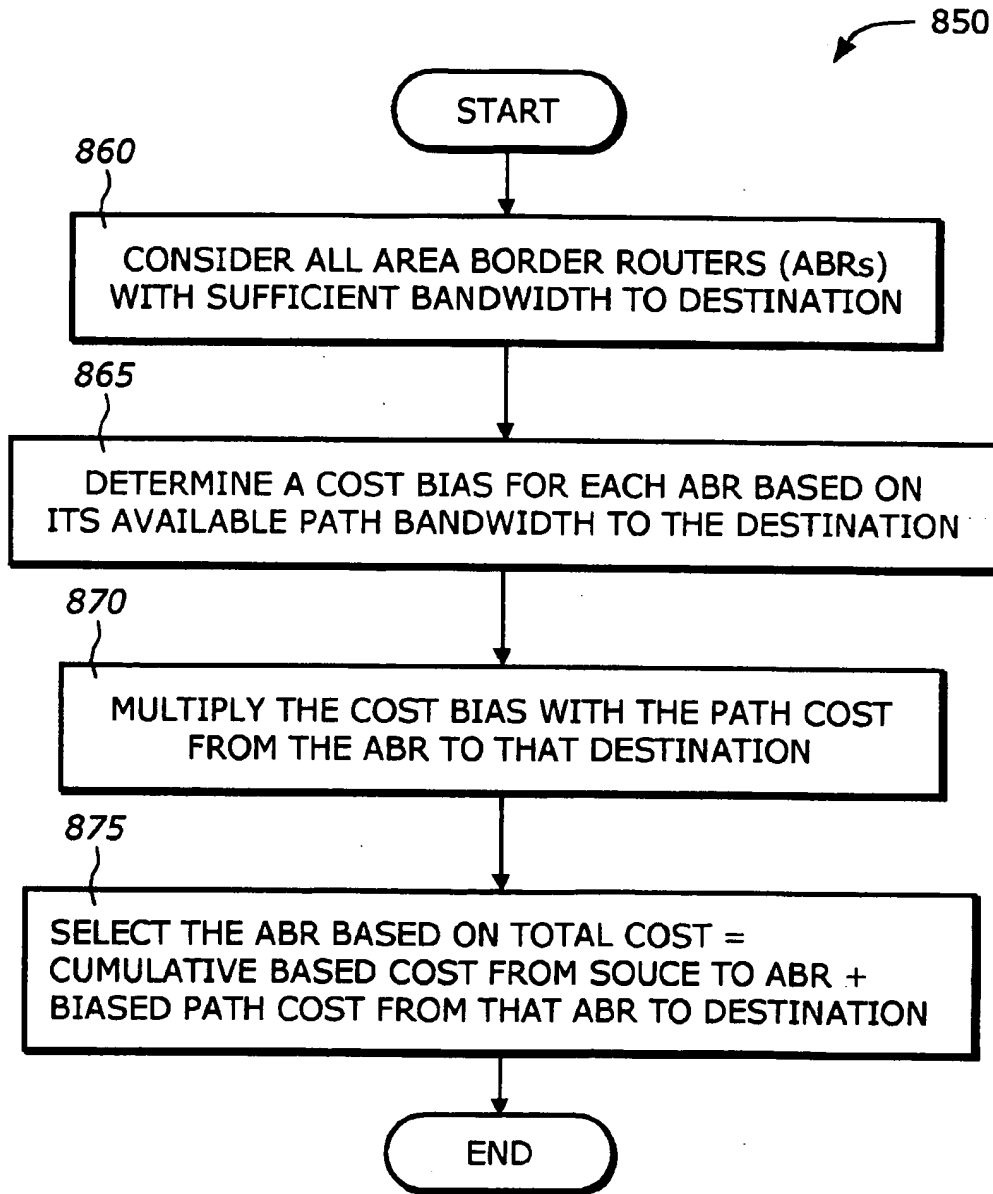 850
START
860
CONSIDER ALL AREA BORDER ROUTERS (ABRs)
WITH SUFFICIENT BANDWIDTH TO DESTINATION
865
DETERMINE A COST BIAS FOR EACH ABR BASED ON
ITS AVAILABLE PATH BANDWIDTH TO THE DESTINATION
870
MULTIPLY THE COST BIAS WITH THE PATH COST
FROM THE ABR TO THAT DESTINATION
875
SELECT THE ABR BASED ON TOTAL COST =
CUMULATIVE BASED COST FROM SOUCE TO ABR +
BIASED PATH COST FROM THAT ABR TO DESTINATION
END